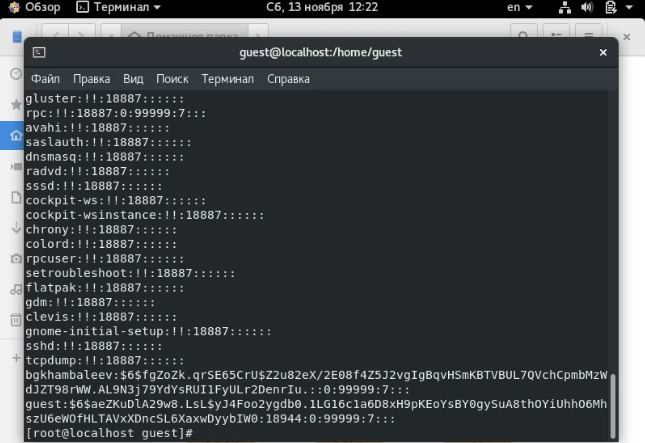 Обзор Терминал Сб, 13 ноября 12:22 en
Домашняя папка
guest@localhost:/home/guest
Файл Правка Вид Поиск Терминал Справка
gluster:!!:18887::::::
rpc:!!:18887:0:99999:7:::
avahi:!!:18887::::::
saslauth:!!:18887::::::
dnsmasq:!!:18887::::::
radvd:!!:18887::::::
sssd:!!:18887::::::
cockpit-ws:!!:18887::::::
cockpit-wsinstance:!!:18887::::::
chrony:!!:18887::::::
colord:!!:18887::::::
rpcuser:!!:18887::::::
setroubleshoot:!!:18887::::::
flatpak:!!:18887::::::
gdm:!!:18887::::::
clevis:!!:18887::::::
gnome-initial-setup:!!:18887::::::
sshd:!!:18887::::::
tcpdump:!!:18887::::::
bgkhambaleev:$6$fgZoZk.qrSE65CrU$Z2u82eX/2E08f4Z5J2vgIgBqvHSmKBTVBUL7QVchCpmbMzW
dJZT98rWW.AL9N3j79YdYsRUI1FyULr2DenrIu.::0:99999:7:::
guest:$6$aeZKuDlA29w8.LsL$yJ4Foo2ygdb0.1LG16c1a6D8xH9pKEoYsBY0gySuA8thOYiUhhO6Mh
szU6eWOfHLTAVxXDncSL6XaxwDyybIW0:18944:0:99999:7:::
[root@localhost guest]#